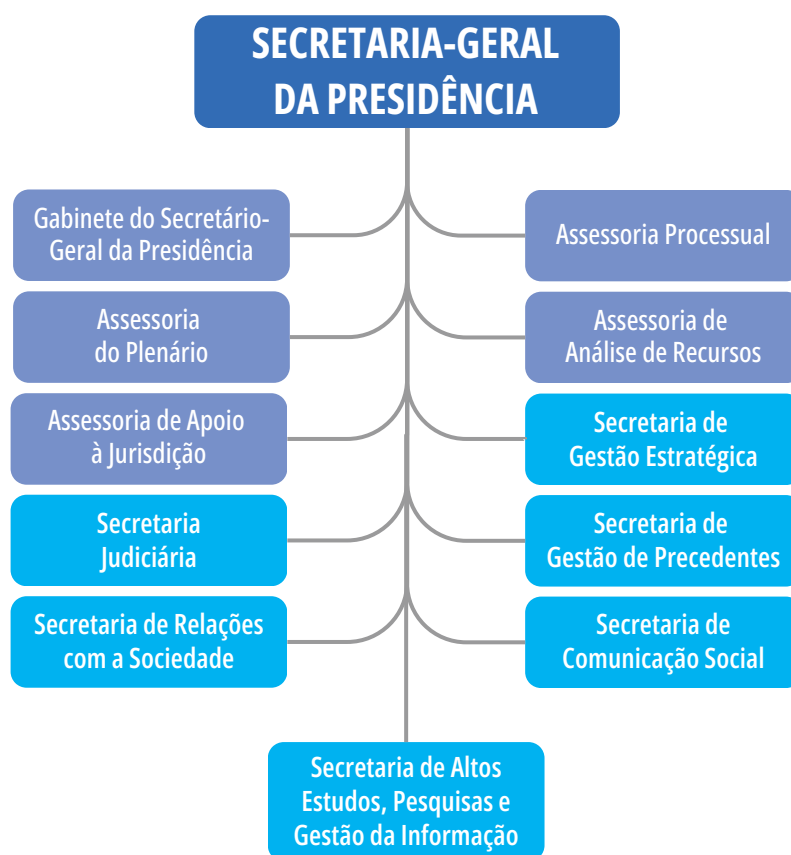 SECRETARIA-GERAL
DA PRESIDÊNCIA
Gabinete do Secretário-
Geral da Presidência
Assessoria Processual
Assessoria
do Plenário
Assessoria de
Análise de Recursos
Assessoria de Apoio
à Jurisdição
Secretaria de
Gestão Estratégica
Secretaria
Judiciária
Secretaria de
Gestão de Precedentes
Secretaria de Relações
com a Sociedade
Secretaria de
Comunicação Social
Secretaria de Altos
Estudos, Pesquisas e
Gestão da Informação